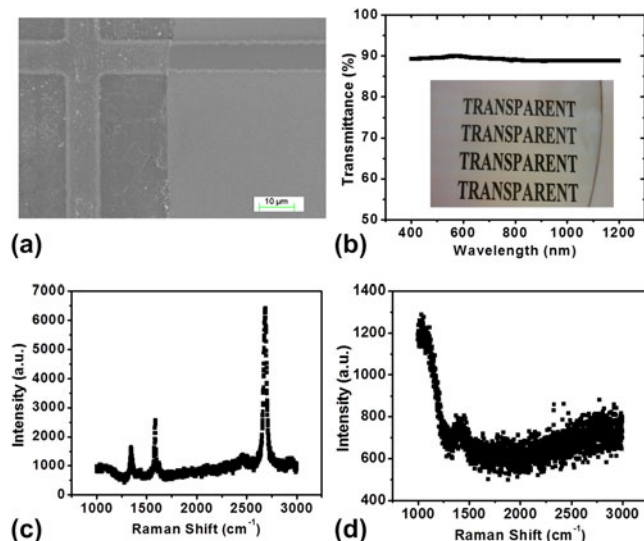 10 µm
(a)
Transmittance (%)
100
90
80
70
60
50
TRANSPARENT
TRANSPARENT
TRANSPARENT
TRANSPARENT
400
600
800
1000
1200
Wavelength (nm)
(b)
Intensity (a.u.)
7000
6000
5000
4000
3000
2000
1000
0
1000
1500
2000
2500
3000
Raman Shift (cm⁻¹)
(c)
Intensity (a.u.)
1400
1200
1000
800
600
400
1000
1500
2000
2500
3000
Raman Shift (cm⁻¹)
(d)